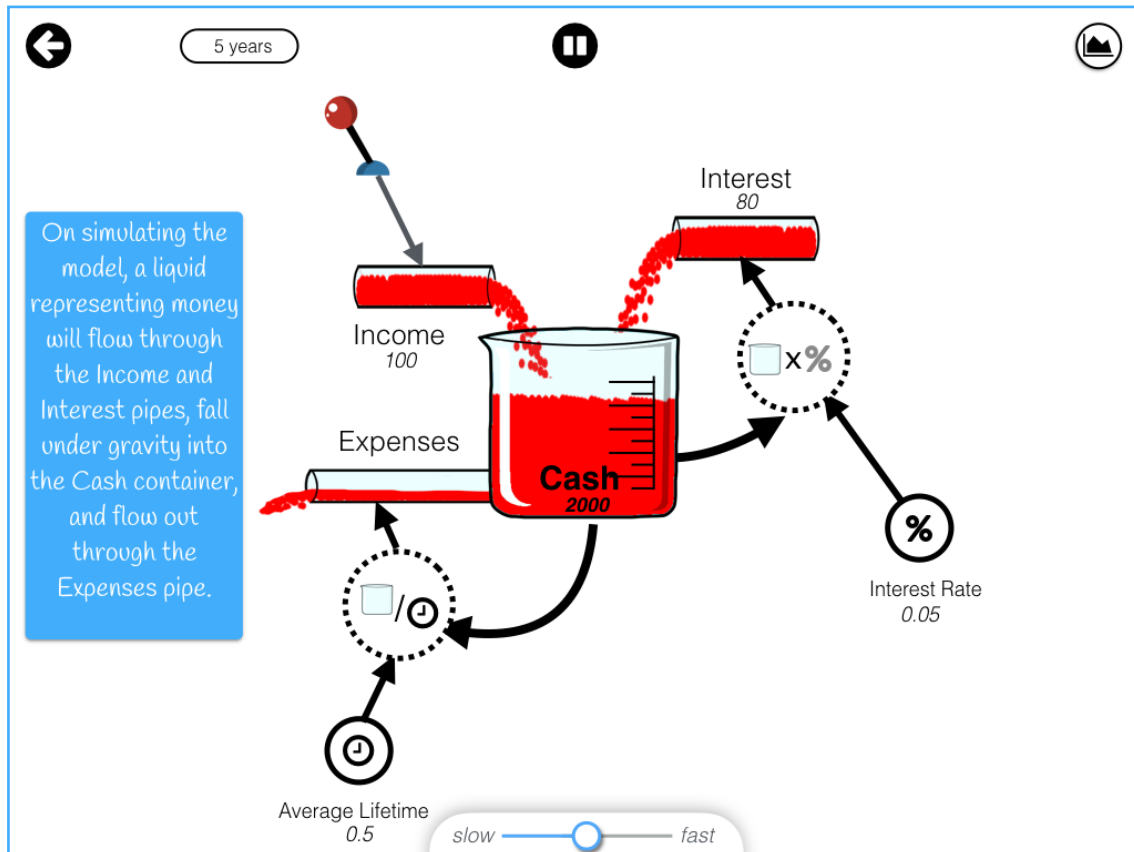 5 years
Interest
80
On simulating the
model, a liquid
representing money
will flow through
the Income and
Interest pipes, fall
under gravity into
the Cash container,
and flow out
through the
Expenses pipe.
Income
100
x%
Expenses
Cash
2000
%
/
Interest Rate
0.05
Average Lifetime
0.5
slow
fast